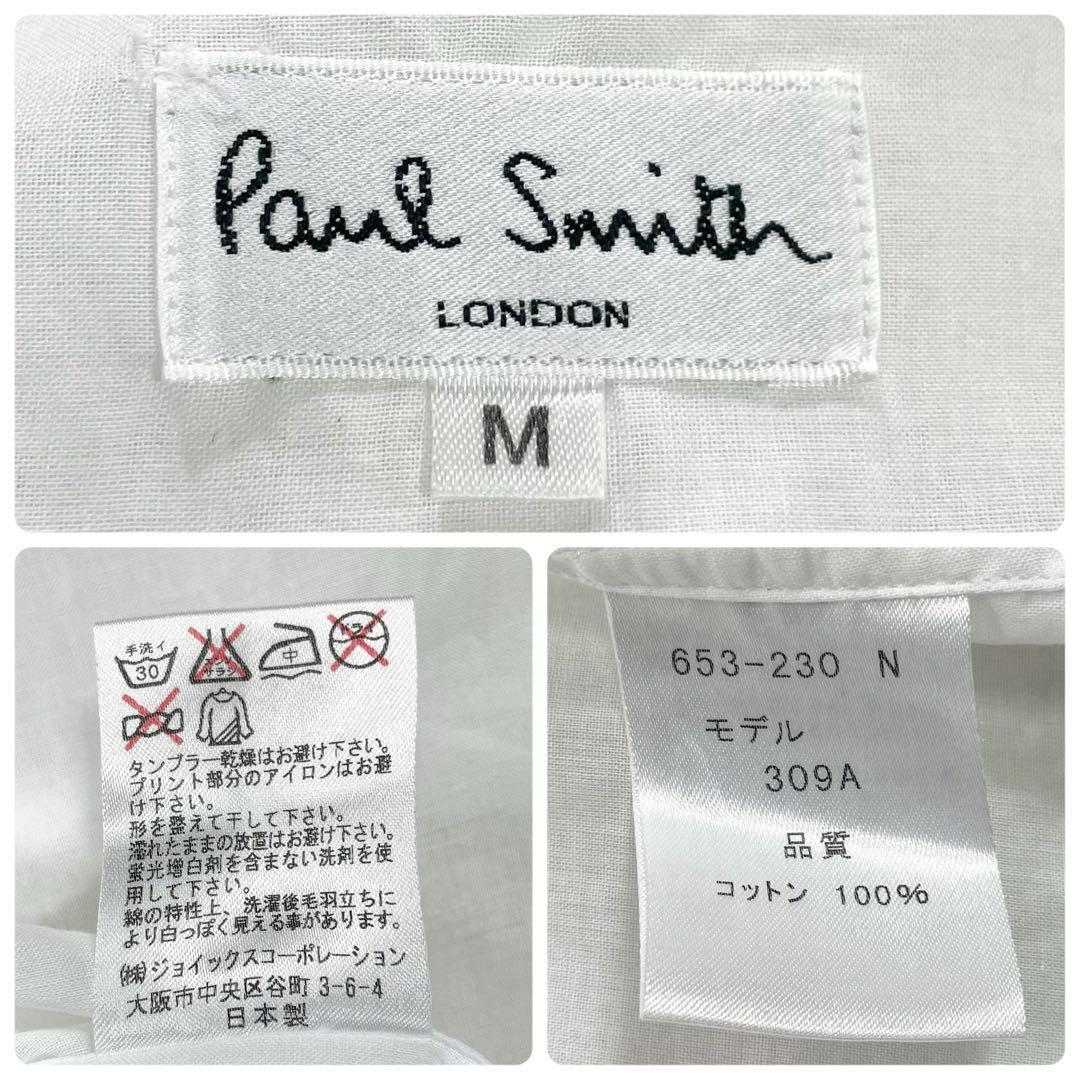 Paul Smith
LONDON
M
手洗イ
30
エンソ
サラシ
中
ドライ
タンブラー乾燥はお避け下さい。
プリント部分のアイロンはお避
け下さい。
形を整えて干して下さい。
濡れたままの放置はお避け下さい。
蛍光増白剤を含まない洗剤を使
用して下さい。
綿の特性上、洗濯後毛羽立ちに
より白っぽく見える事があります。
㈱ジョイックスコーポレーション
大阪市中央区谷町 3-6-4
日本製
653-230 N
モデル
309A
品質
コットン 100%